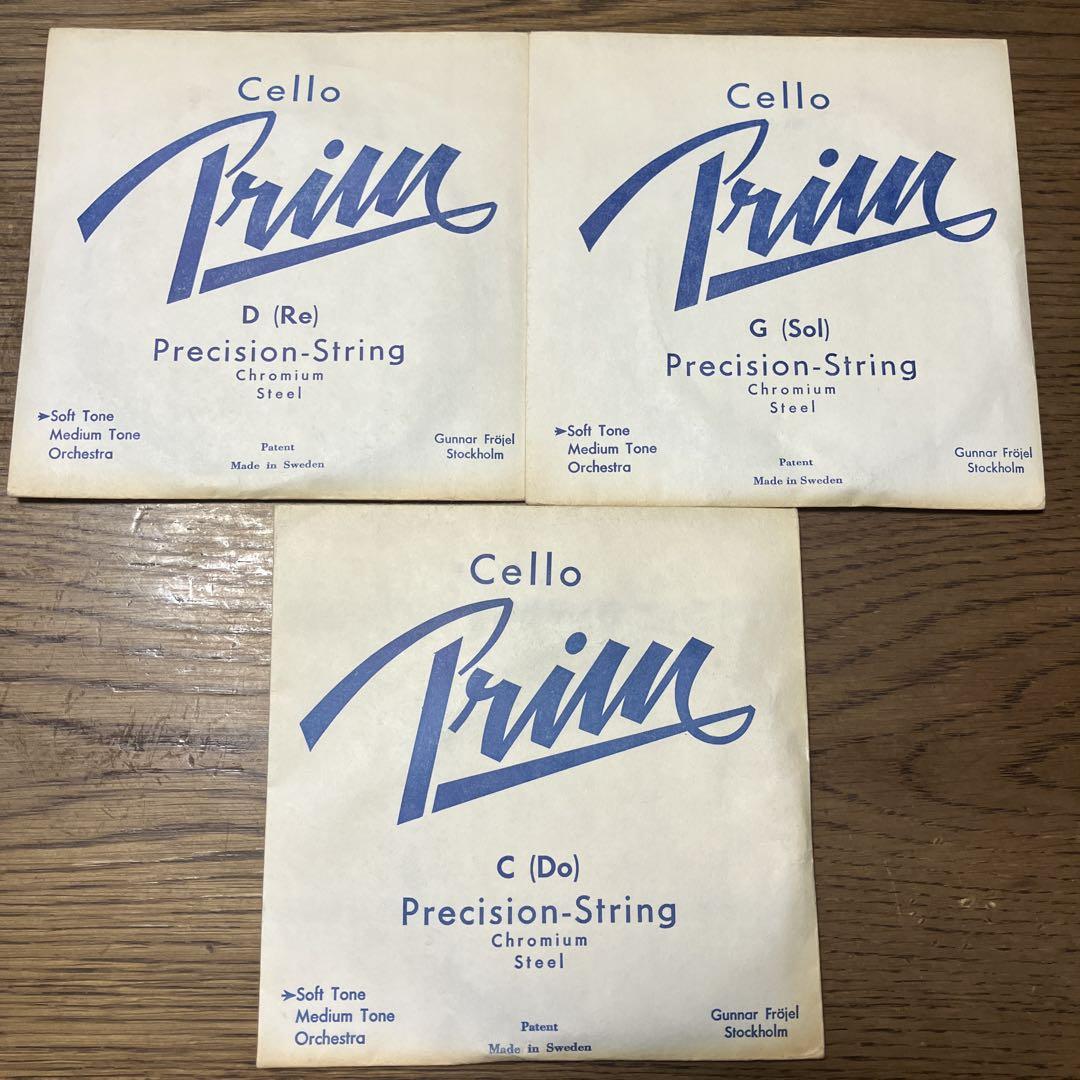 Cello
Prim
D (Re)
Precision-String
Chromium
Steel
➤Soft Tone
Medium Tone
Orchestra
Patent
Made in Sweden
Gunnar Fröjel
Stockholm
Cello
Prim
G (Sol)
Precision-String
Chromium
Steel
➤Soft Tone
Medium Tone
Orchestra
Patent
Made in Sweden
Gunnar Fröjel
Stockholm
Cello
Prim
C (Do)
Precision-String
Chromium
Steel
➤Soft Tone
Medium Tone
Orchestra
Patent
Made in Sweden
Gunnar Fröjel
Stockholm